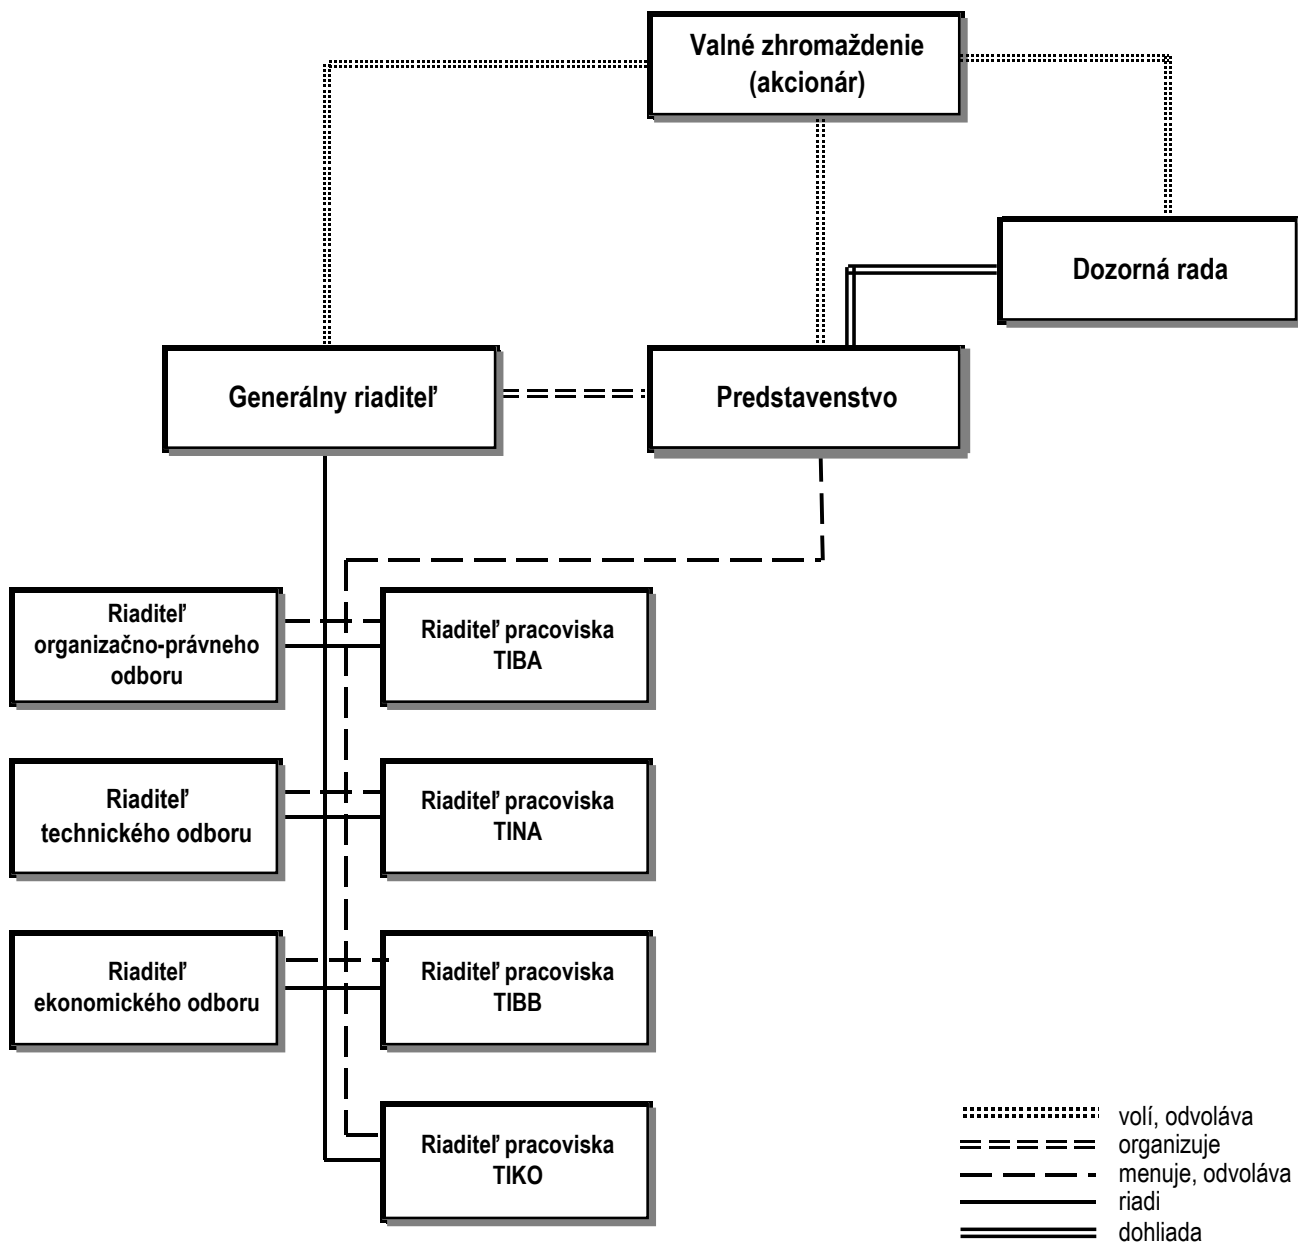 Valné zhromaždenie
(akcionár)
Dozorná rada
Generálny riaditeľ
Predstavenstvo
Riaditeľ
organizačno-právneho
odboru
Riaditeľ pracoviska
TIBA
Riaditeľ
technického odboru
Riaditeľ pracoviska
TINA
Riaditeľ
ekonomického odboru
Riaditeľ pracoviska
TIBB
Riaditeľ pracoviska
TIKO
volí, odvoláva
organizuje
menuje, odvoláva
riadi
dohliada